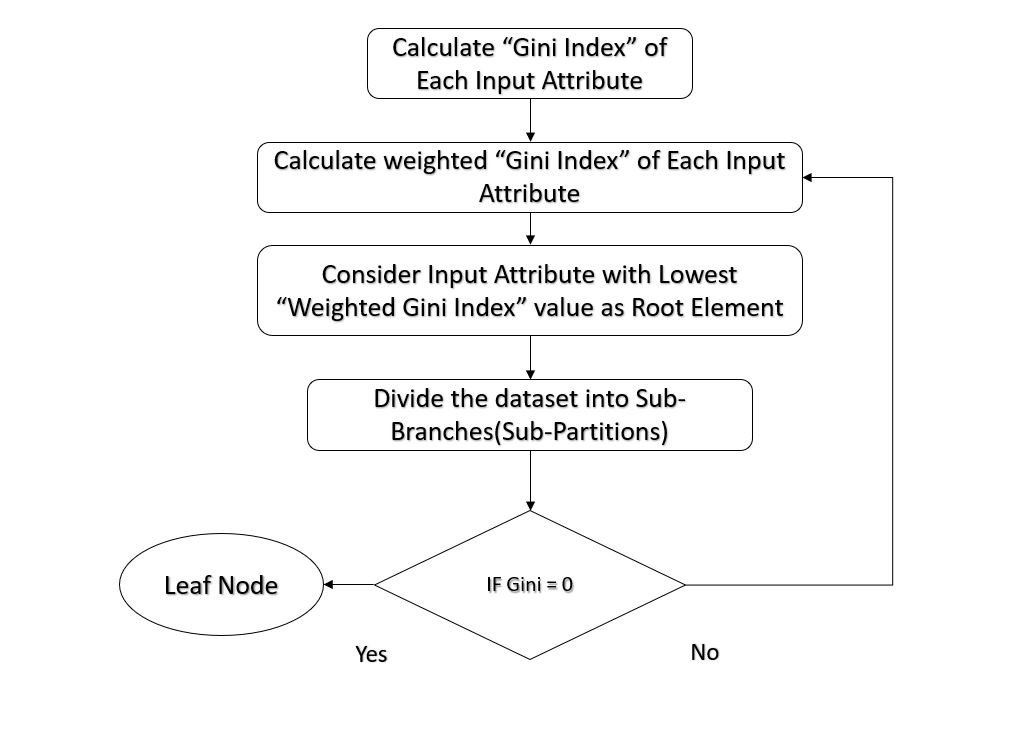 Calculate “Gini Index” of
Each Input Attribute
Calculate weighted “Gini Index” of Each Input
Attribute
Consider Input Attribute with Lowest
“Weighted Gini Index” value as Root Element
Divide the dataset into Sub-
Branches(Sub-Partitions)
Leaf Node
IF Gini = 0
Yes
No